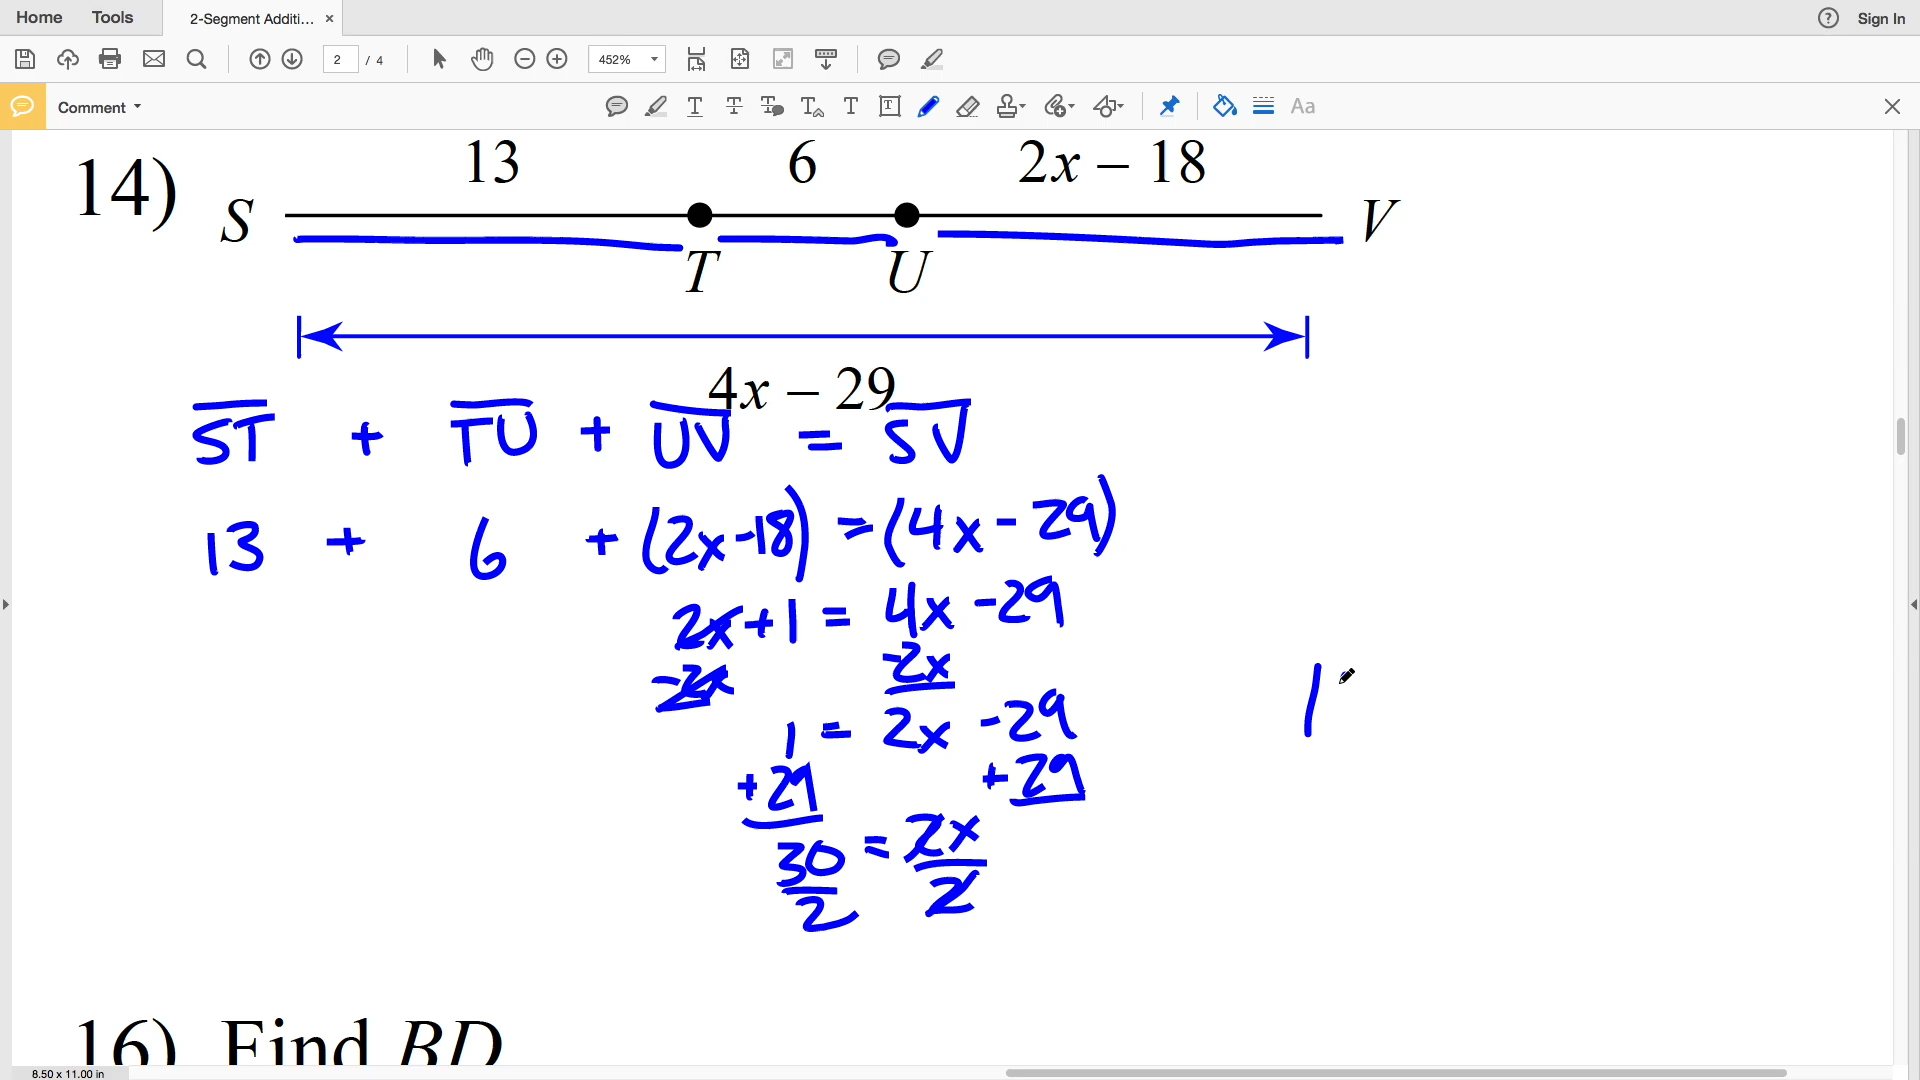 Home Tools 2-Segment Additi... × ? Sign In
2 / 4 452%
Comment T T T T T T Aa
14) 13 6 2x – 18
S V
T U
4x – 29
ST + TU + UV = SV
13 + 6 + (2x-18) = (4x - 29)
2x + 1 = 4x - 29
-2x -2x
1 = 2x - 29
+29 +29
30 = 2x
2 2
1
16) Find BD
8.50 x 11.00 in